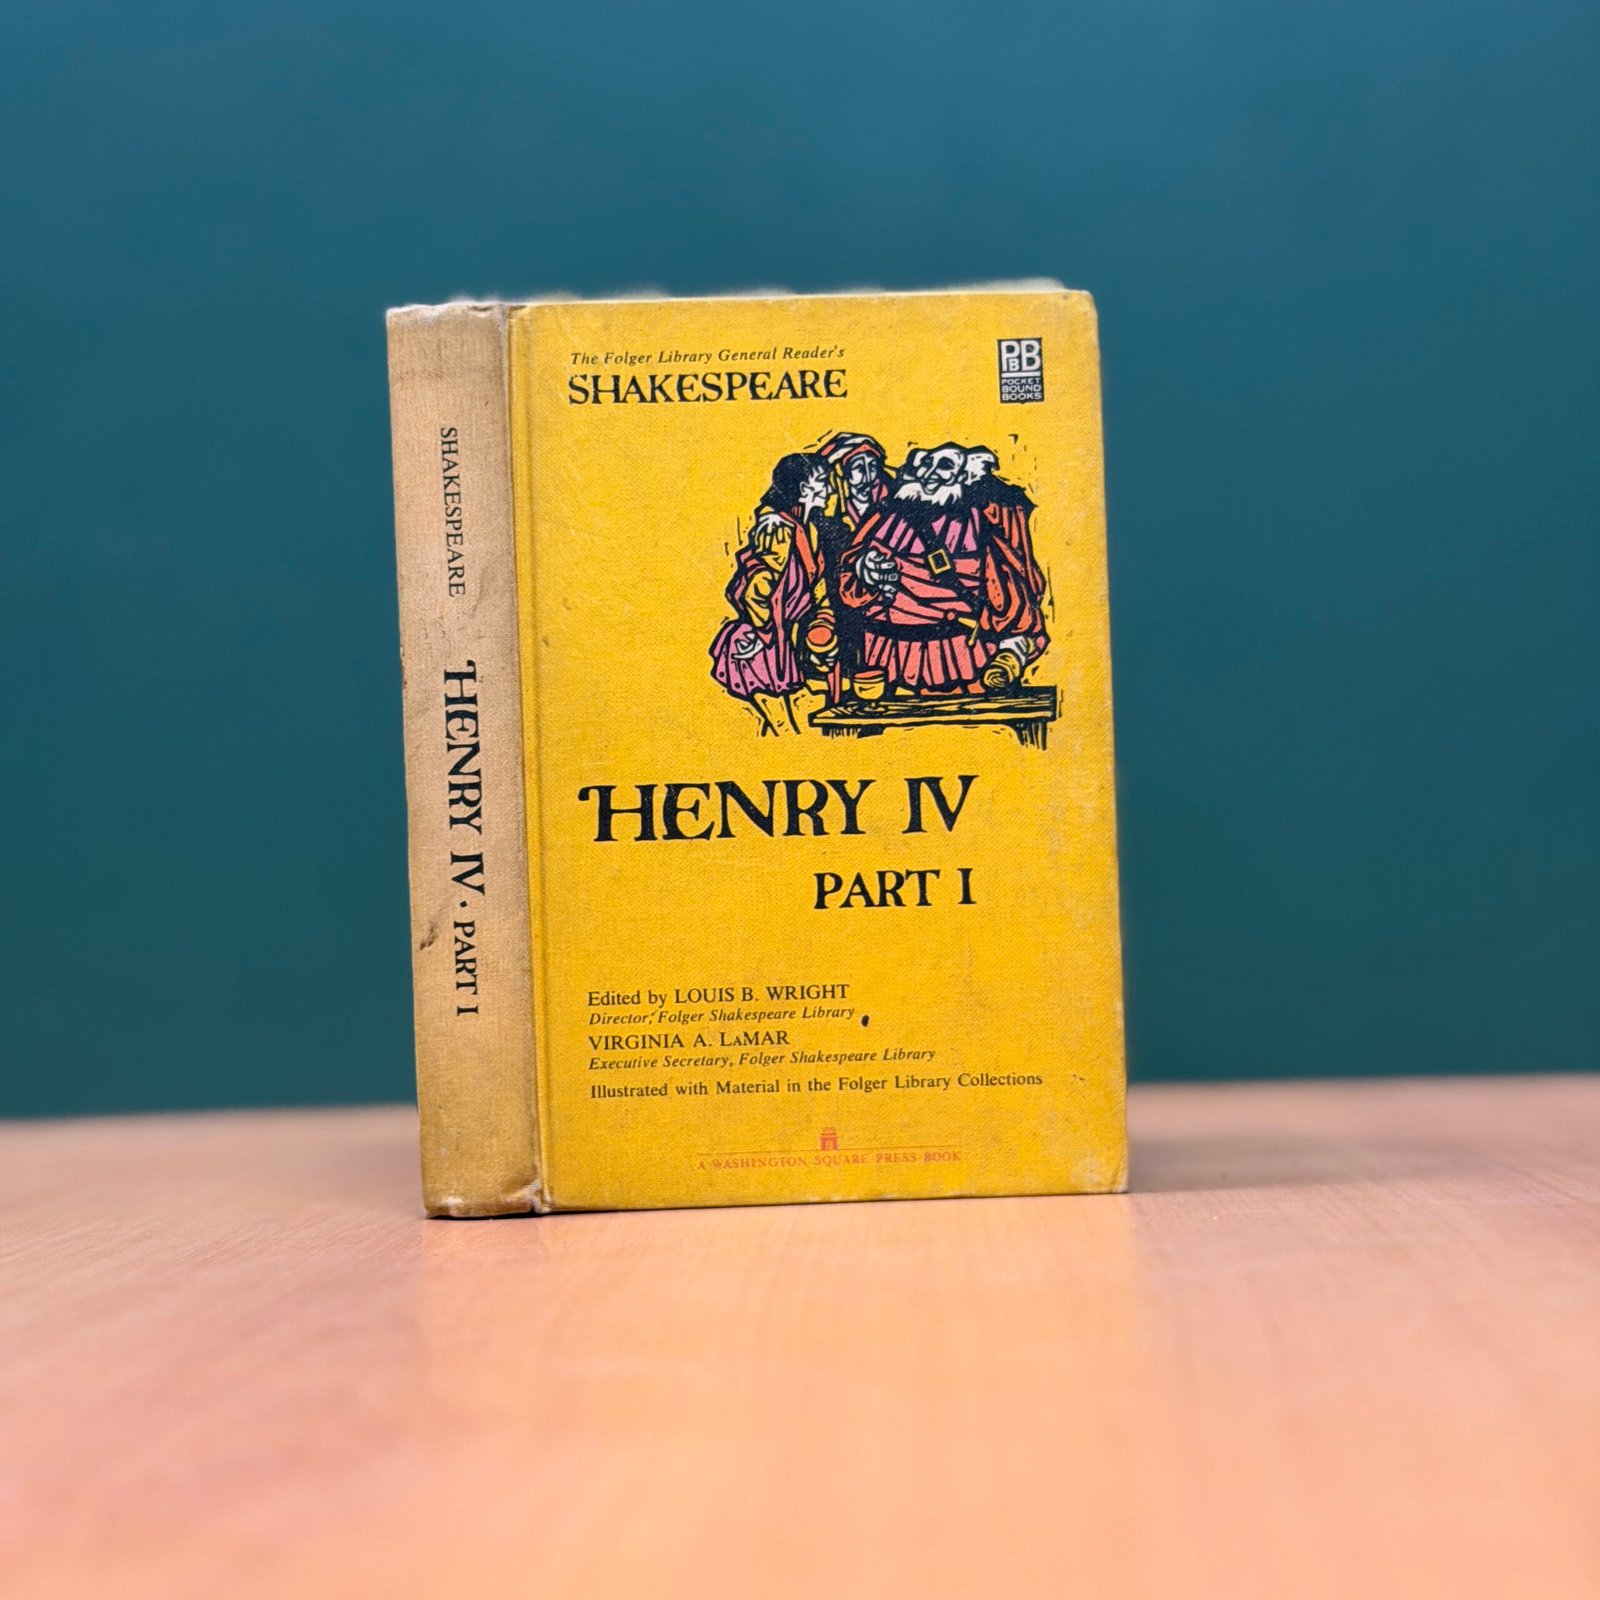 SHAKESPEARE
HENRY IV · PART I
The Folger Library General Reader's
SHAKESPEARE
PBB
POCKET
BOUND
BOOKS
HENRY IV
PART I
Edited by LOUIS B. WRIGHT
Director, Folger Shakespeare Library
VIRGINIA A. LaMAR
Executive Secretary, Folger Shakespeare Library
Illustrated with Material in the Folger Library Collections
A WASHINGTON SQUARE PRESS BOOK